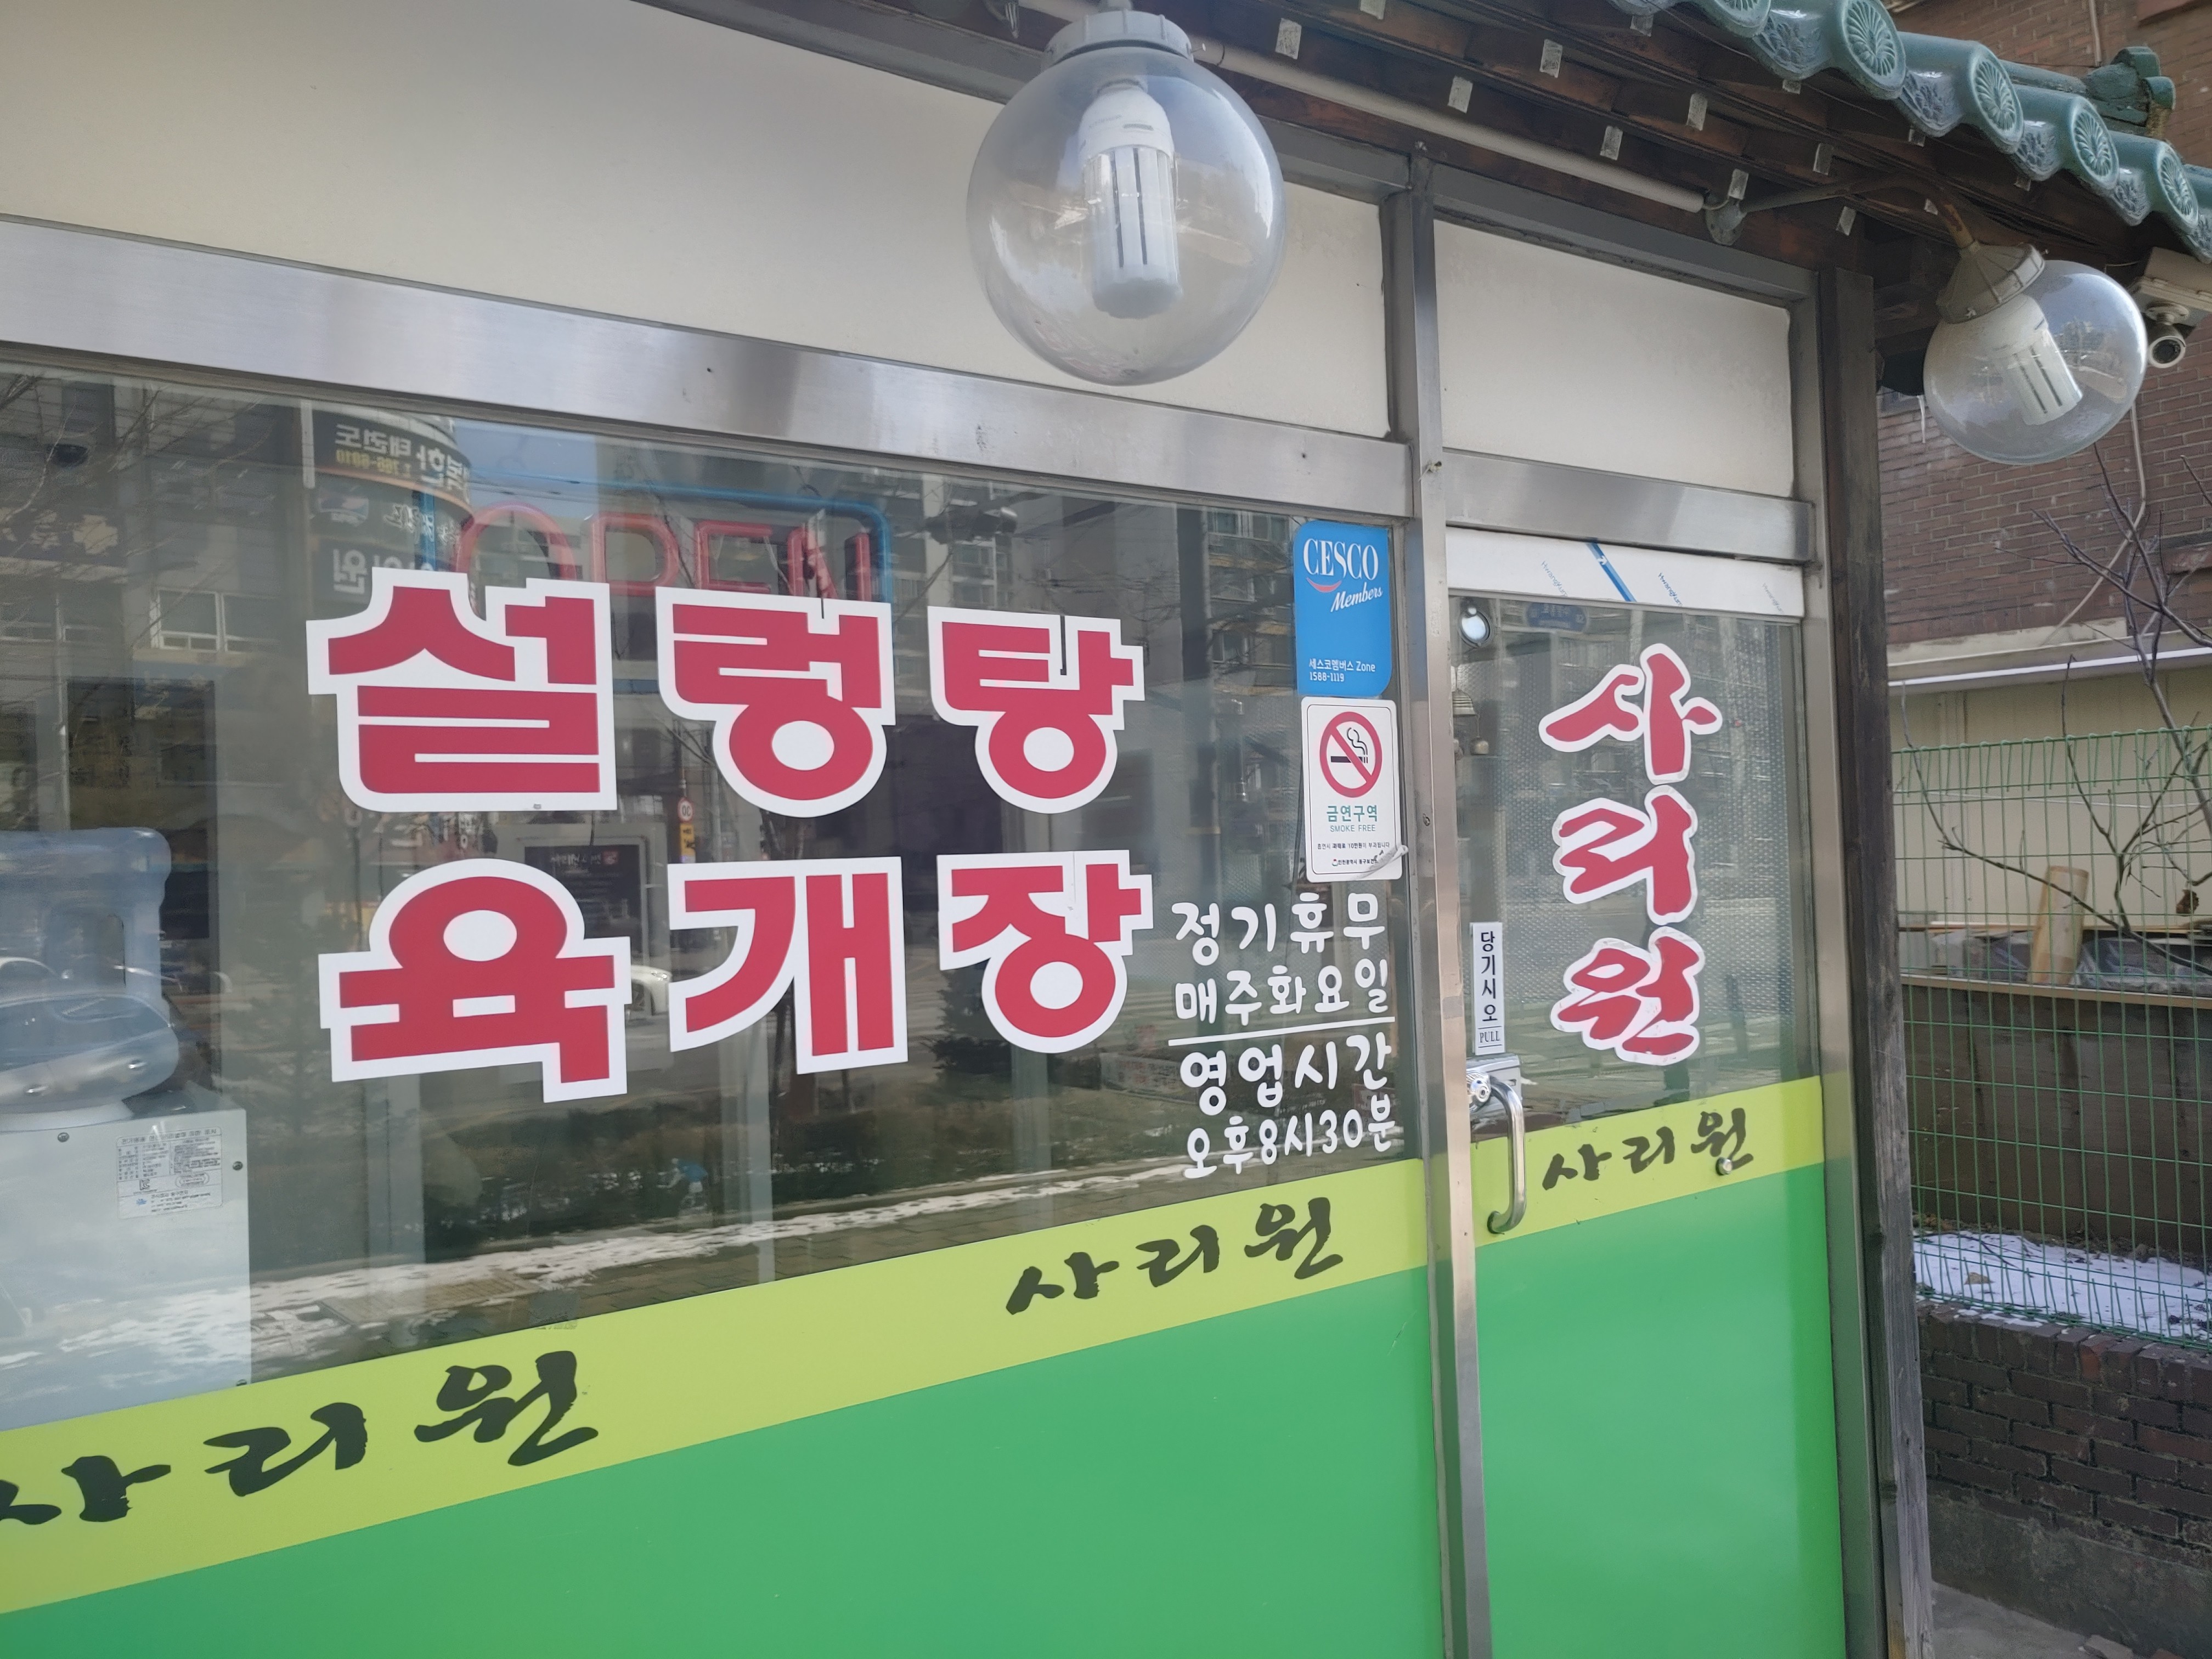 OPEN
설렁탕
육개장
CESCO
Members
세스코멤버스 Zone
1588-1119
금연구역
SMOKE FREE
정기휴무
매주화요일
영업시간
오후8시30분
당기시오
PULL
사리원
사리원
사리원
사리원